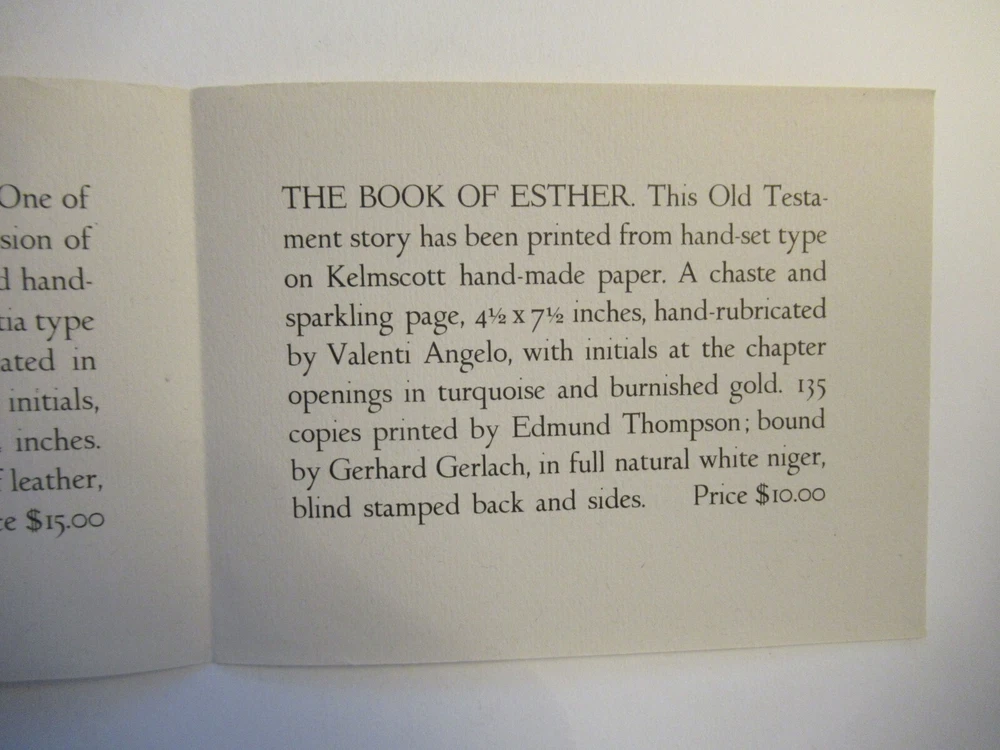 One of
sion of
d hand-
tia type
ated in
initials,
inches.
f leather,
e $15.00
THE BOOK OF ESTHER. This Old Testa-
ment story has been printed from hand-set type
on Kelmscott hand-made paper. A chaste and
sparkling page, 4½ x 7½ inches, hand-rubricated
by Valenti Angelo, with initials at the chapter
openings in turquoise and burnished gold. 135
copies printed by Edmund Thompson; bound
by Gerhard Gerlach, in full natural white niger,
blind stamped back and sides. Price $10.00